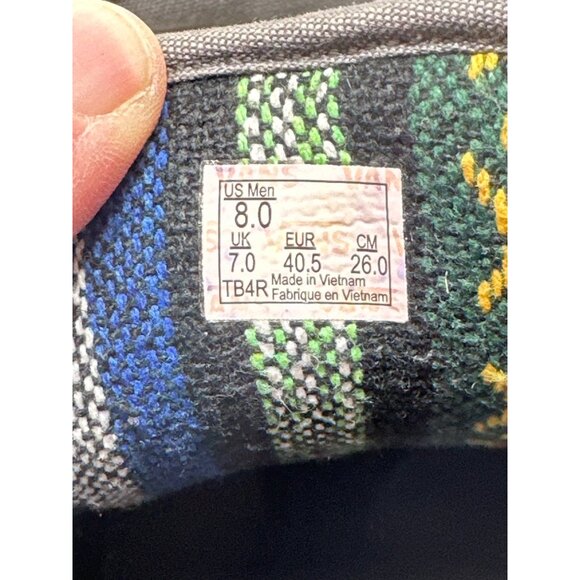 US Men
8.0
UK EUR CM
7.0 40.5 26.0
TB4R Made in Vietnam
Fabrique en Vietnam